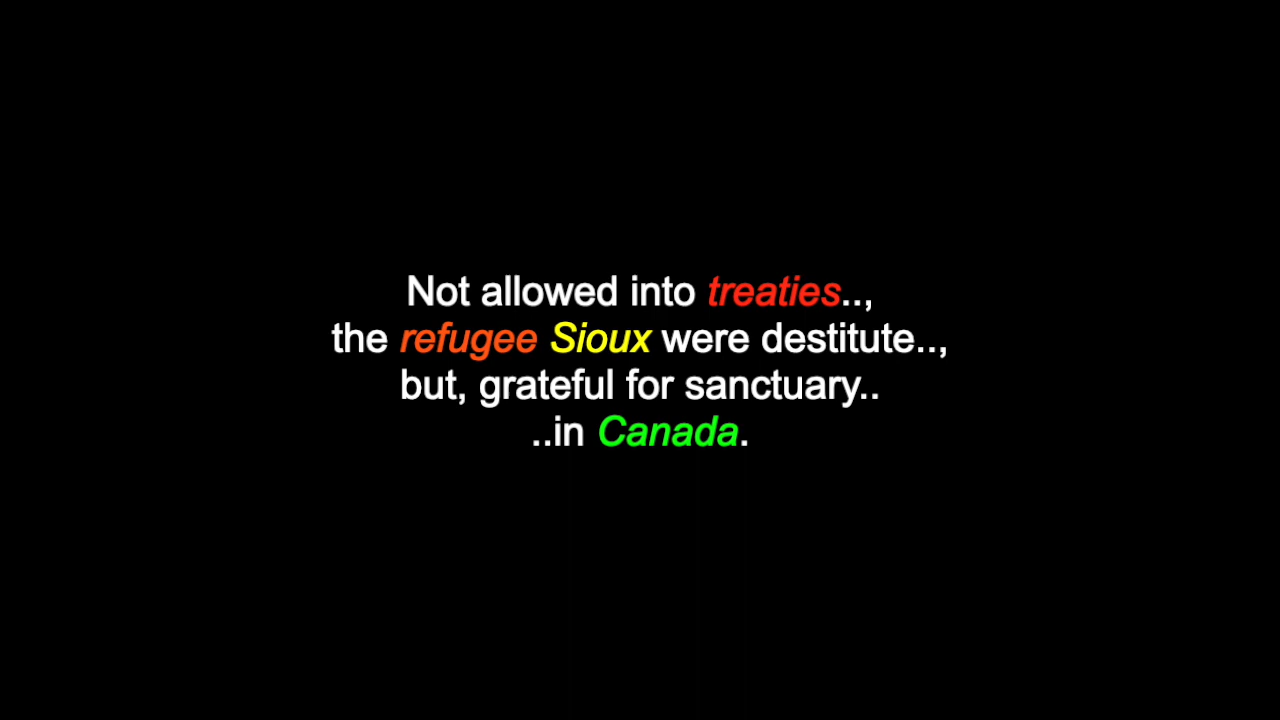 Not allowed into treaties..,
the refugee Sioux were destitute..,
but, grateful for sanctuary..
..in Canada.